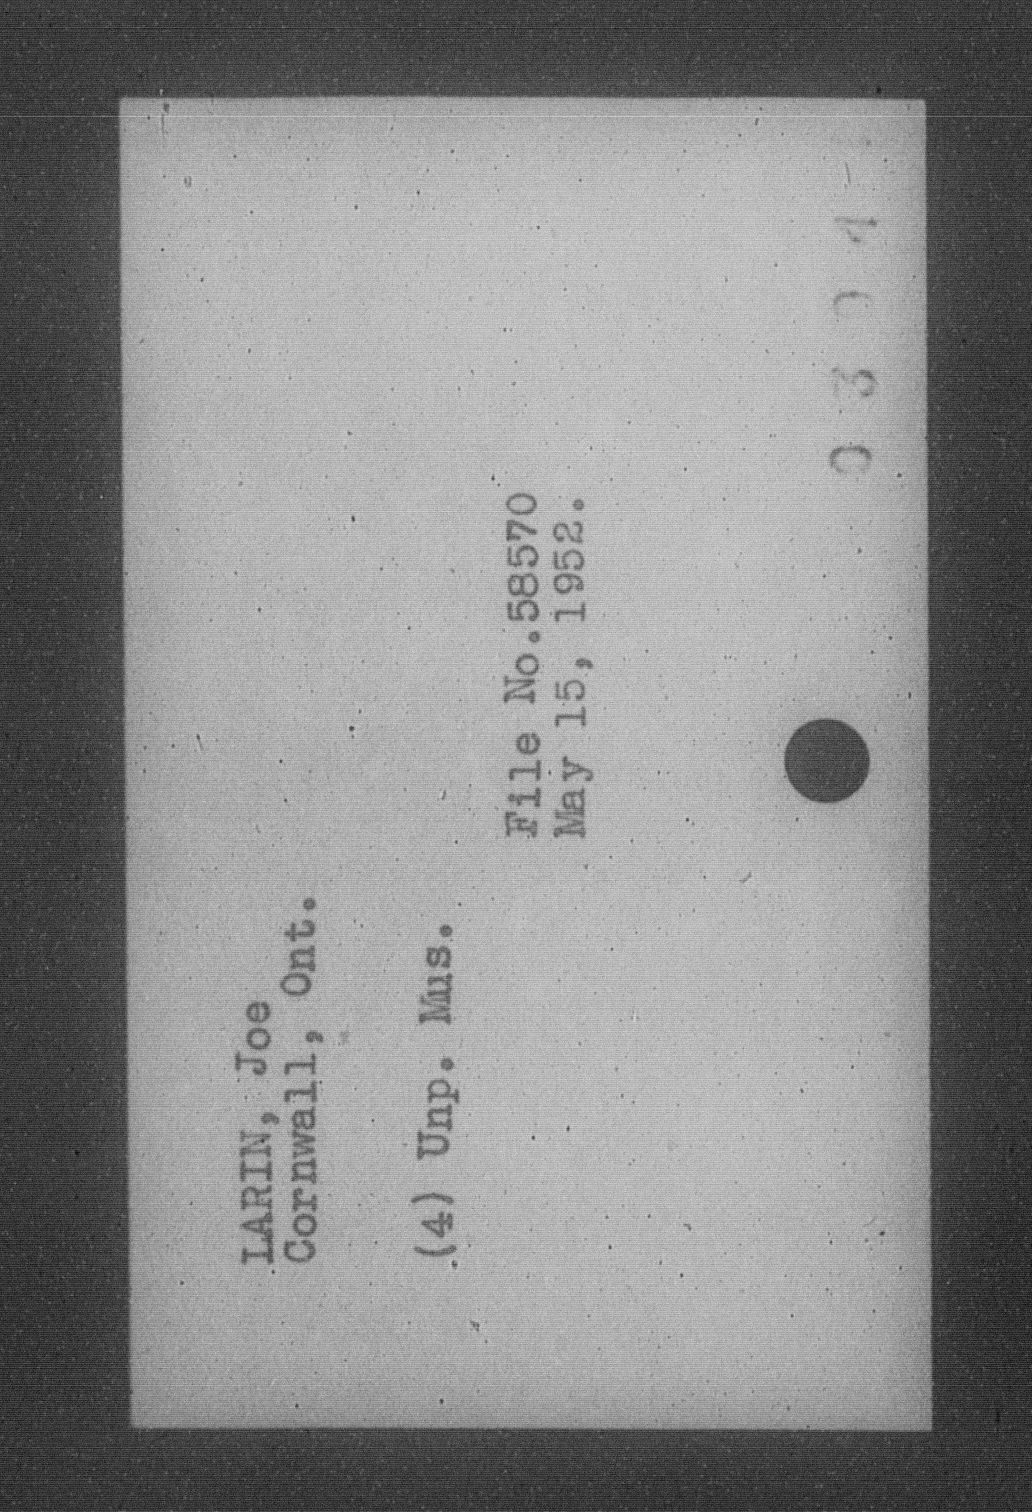 LARIN, Joe
Cornwall, Ont.
(4) Unp. Mus.
File No.58570
May 15, 1952.